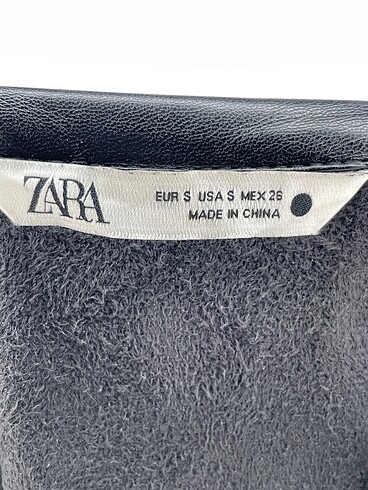 ZARA
EUR S USA S MEX 26
MADE IN CHINA